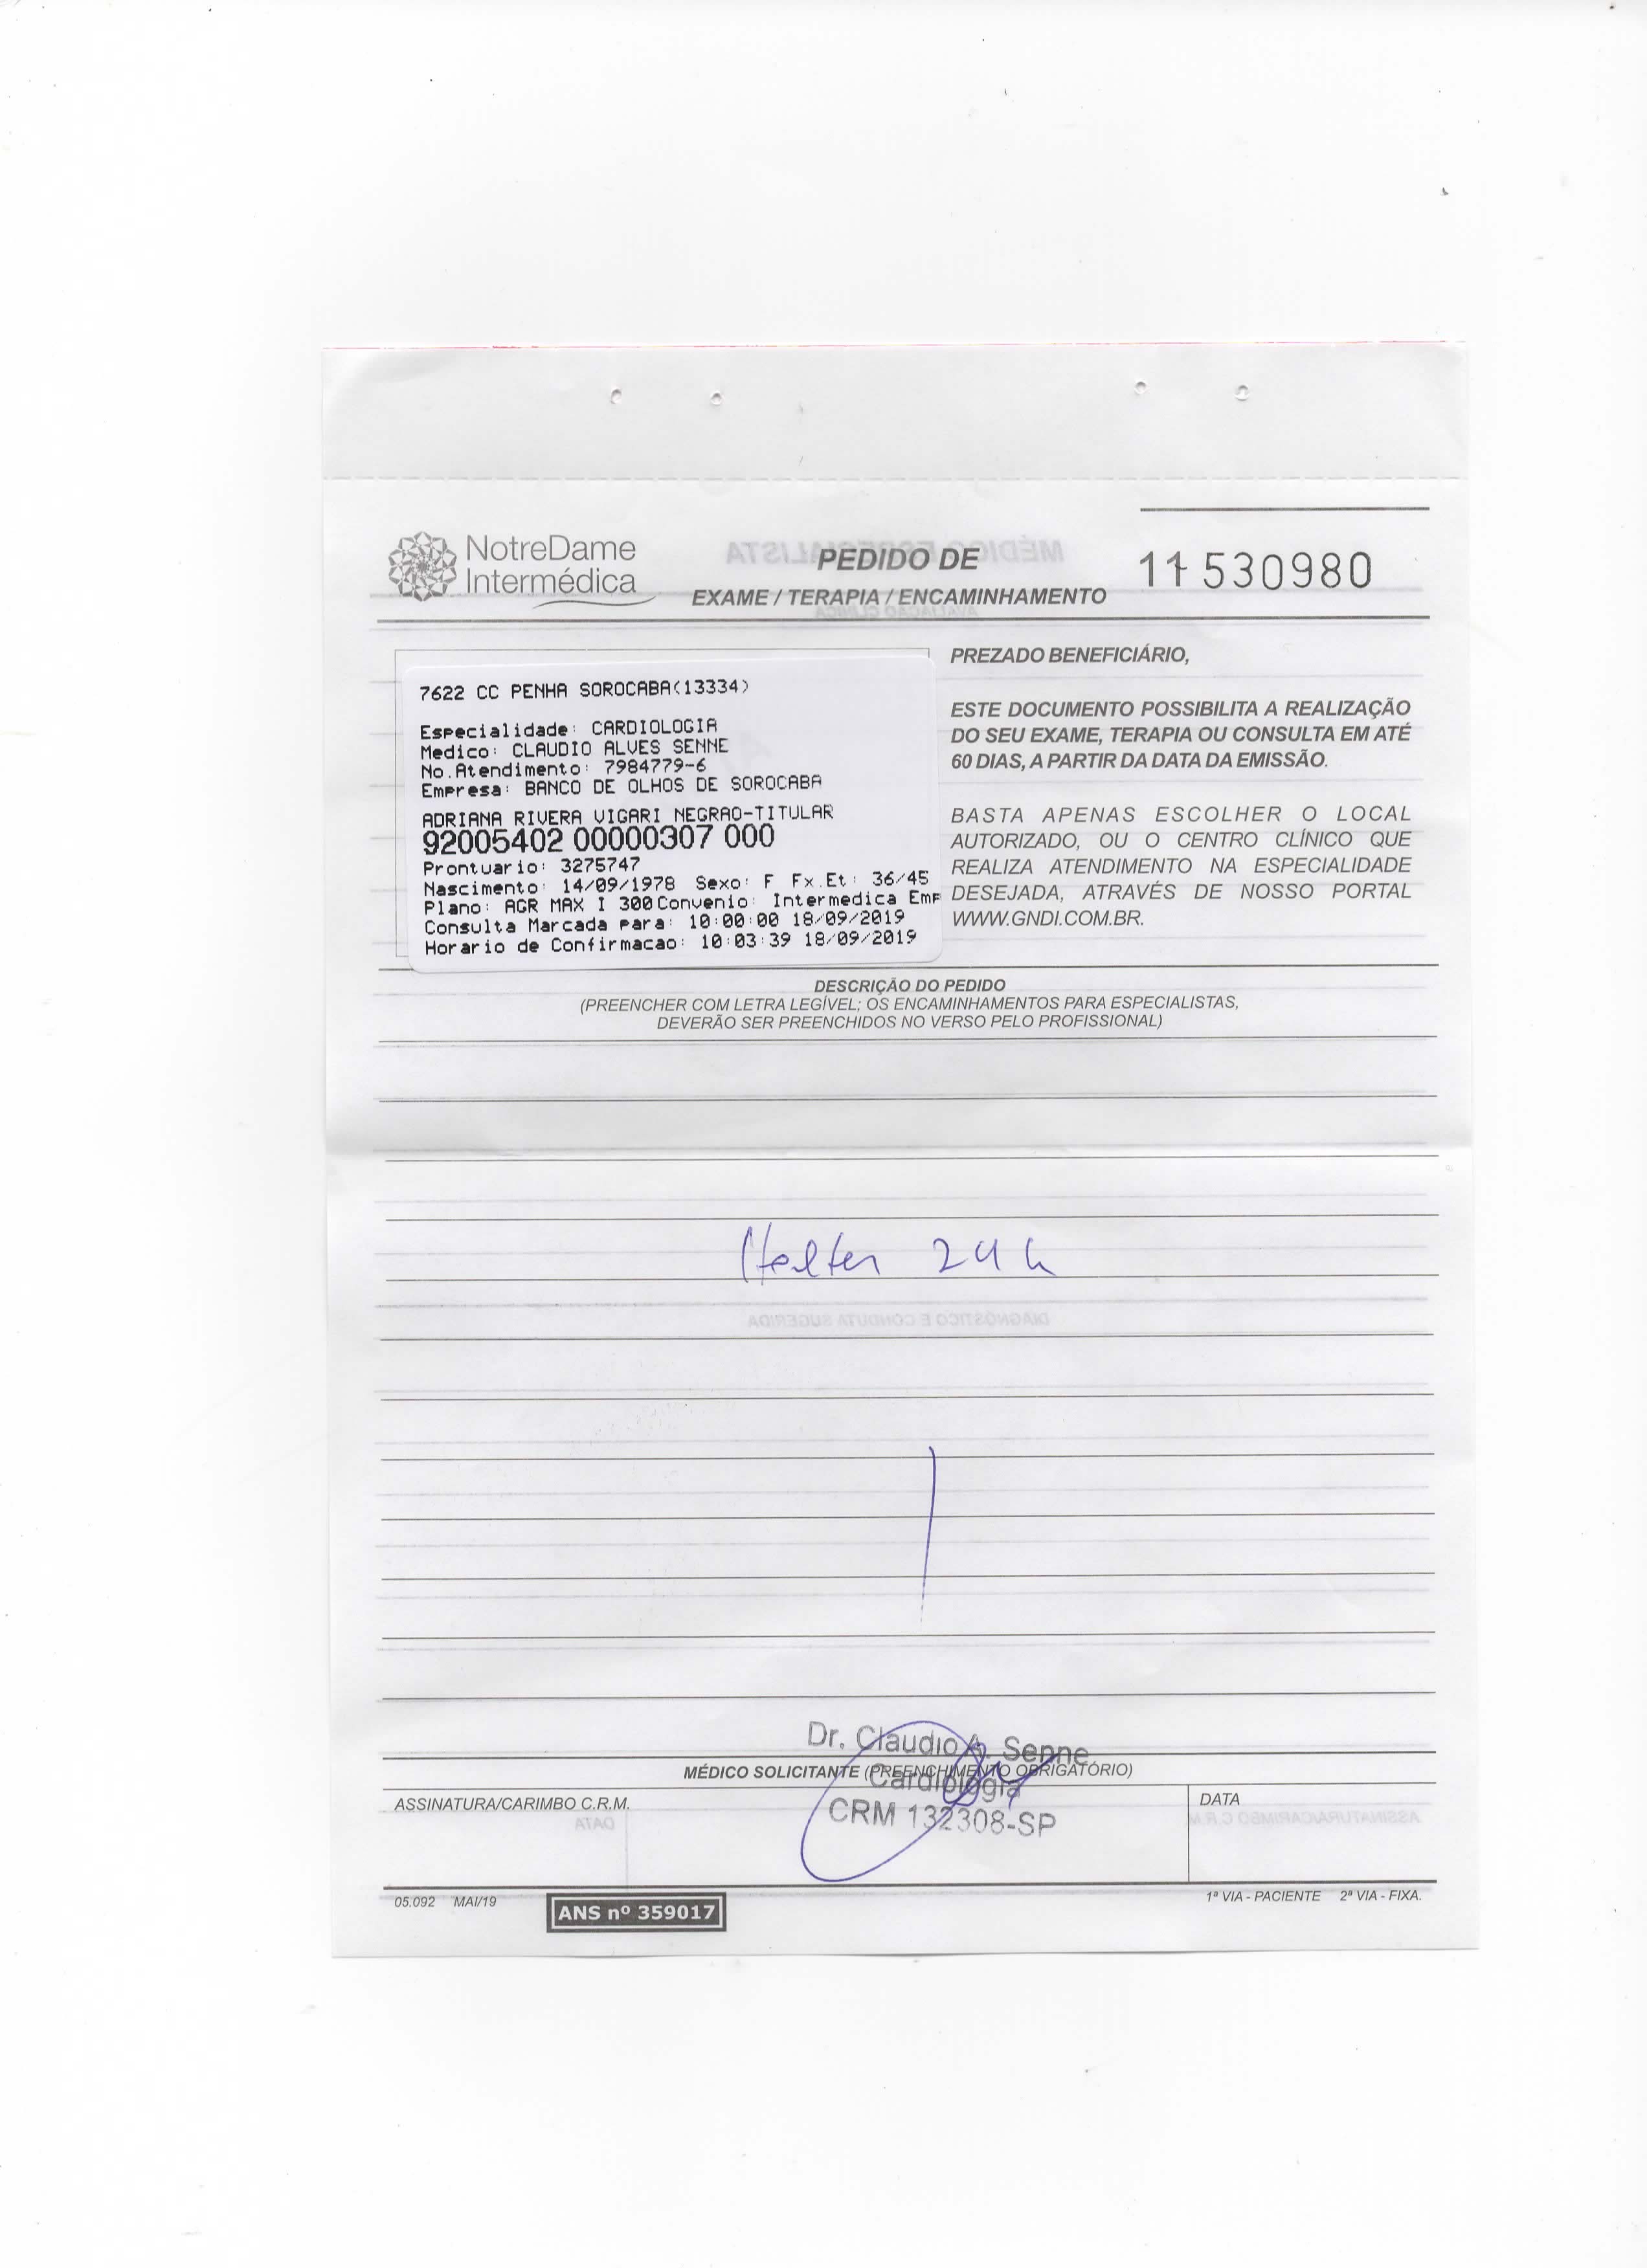 NotreDame
Intermédica
PEDIDO DE
EXAME / TERAPIA / ENCAMINHAMENTO
11530980
7622 CC PENHA SOROCABA(13334)
Especialidade: CARDIOLOGIA
Medico: CLAUDIO ALVES SENNE
No.Atendimento: 7984779-6
Empresa: BANCO DE OLHOS DE SOROCABA
ADRIANA RIVERA VIGARI NEGRAO-TITULAR
92005402 00000307 000
Prontuario: 3275747
Nascimento: 14/09/1978 Sexo: F Fx.Et: 36/45
Plano: AGR MAX I 300 Convenio: Intermedica Emp
Consulta Marcada para: 10:00:00 18/09/2019
Horario de Confirmacao: 10:03:39 18/09/2019
PREZADO BENEFICIÁRIO,
ESTE DOCUMENTO POSSIBILITA A REALIZAÇÃO
DO SEU EXAME, TERAPIA OU CONSULTA EM ATÉ
60 DIAS, A PARTIR DA DATA DA EMISSÃO.
BASTA APENAS ESCOLHER O LOCAL
AUTORIZADO, OU O CENTRO CLÍNICO QUE
REALIZA ATENDIMENTO NA ESPECIALIDADE
DESEJADA, ATRAVÉS DE NOSSO PORTAL
WWW.GNDI.COM.BR.
DESCRIÇÃO DO PEDIDO
(PREENCHER COM LETRA LEGÍVEL; OS ENCAMINHAMENTOS PARA ESPECIALISTAS,
DEVERÃO SER PREENCHIDOS NO VERSO PELO PROFISSIONAL)
Holter 24h
Dr. Claudio A. Senne
MÉDICO SOLICITANTE (PREENCHIMENTO OBRIGATÓRIO)
Cardiologia
CRM 132308-SP
ASSINATURA/CARIMBO C.R.M.
DATA
05.092 MAI/19
ANS nº 359017
1ª VIA - PACIENTE 2ª VIA - FIXA.